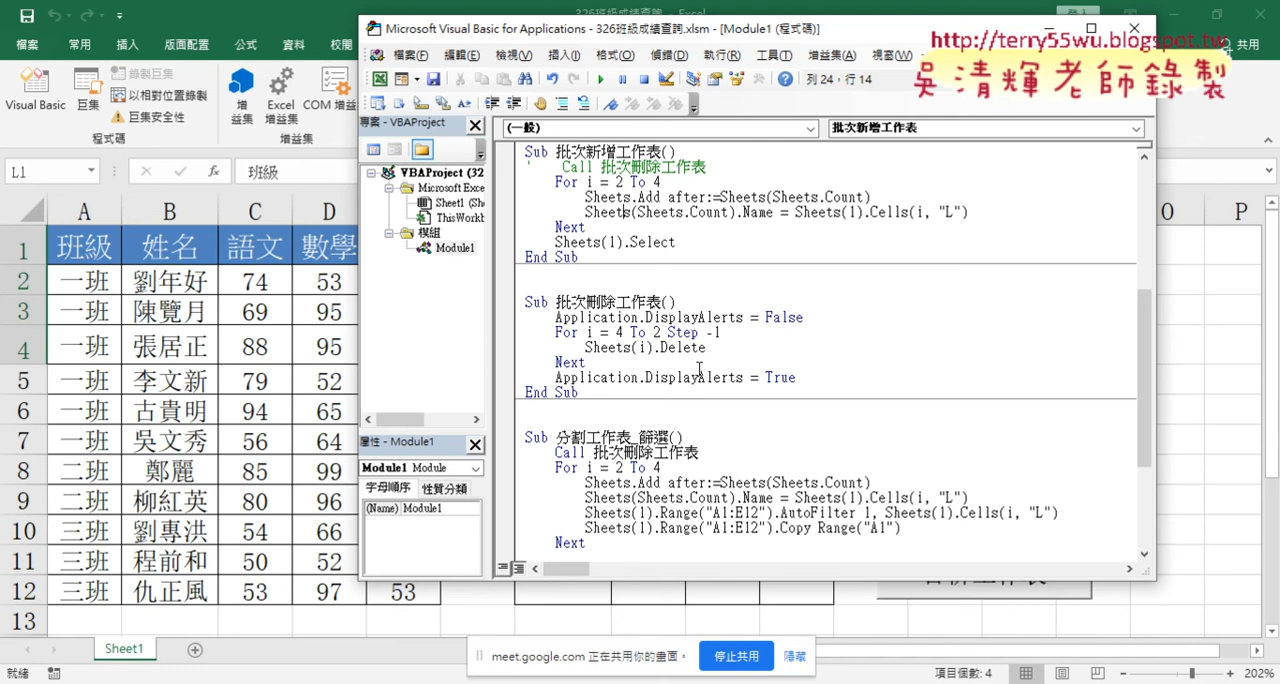 326班級成績查詢.xlsm - Excel
檔案 常用 插入 版面配置 公式 資料 校閱 共用
Visual Basic 巨集 錄製巨集 以相對位置錄製 巨集安全性 程式碼
增益集 Excel 增益集 COM 增益 增益集
L1 fx 班級
A B C D O P
1 班級 姓名 語文 數學
2 一班 劉年好 74 53
3 一班 陳覽月 69 95
4 一班 張居正 88 95
5 一班 李文新 79 52
6 一班 古貴明 94 65
7 一班 吳文秀 56 64
8 二班 鄭麗 85 99
9 二班 柳紅英 80 96
10 三班 劉專洪 54 66
11 三班 程前和 50 52
12 三班 仇正風 53 97 53
13
Sheet1
就緒
項目個數: 4
202%
Microsoft Visual Basic for Applications - 326班級成績查詢.xlsm - [Module1 (程式碼)]
檔案(F) 編輯(E) 檢視(V) 插入(I) 格式(O) 偵錯(D) 執行(R) 工具(T) 增益集(A) 視窗(W)
列 24，行 14
http://terry55wu.blogspot.tw
吳清輝老師錄製
專案 - VBAProject
VBAProject (32
Microsoft Exce
Sheet1 (She
ThisWorkb
模組
Module1
屬性 - Module1
Module1 Module
字母順序 性質分類
(Name) Module1
(一般) 批次新增工作表
Sub 批次新增工作表()
'    Call 批次刪除工作表
For i = 2 To 4
Sheets.Add after:=Sheets(Sheets.Count)
Sheets(Sheets.Count).Name = Sheets(1).Cells(i, "L")
Next
Sheets(1).Select
End Sub
Sub 批次刪除工作表()
Application.DisplayAlerts = False
For i = 4 To 2 Step -1
Sheets(i).Delete
Next
Application.DisplayAlerts = True
End Sub
Sub 分割工作表_篩選()
Call 批次刪除工作表
For i = 2 To 4
Sheets.Add after:=Sheets(Sheets.Count)
Sheets(Sheets.Count).Name = Sheets(1).Cells(i, "L")
Sheets(1).Range("A1:E12").AutoFilter 1, Sheets(1).Cells(i, "L")
Sheets(1).Range("A1:E12").Copy Range("A1")
Next
meet.google.com 正在共用你的畫面。 停止共用 隱藏